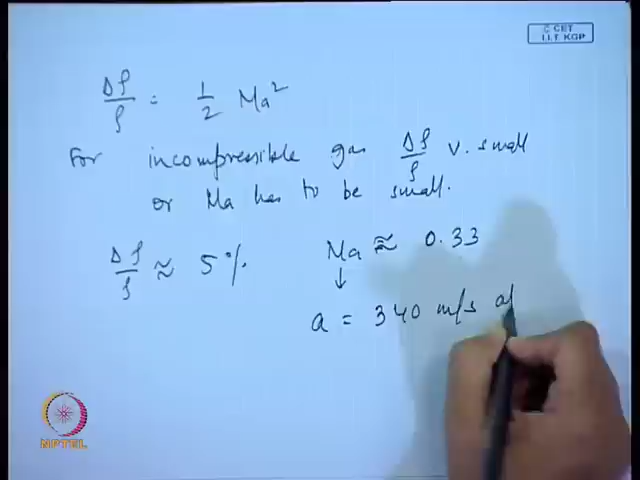 © CET
I.I.T. KGP
Δρ/ρ = 1/2 Ma²
For incompressible gas Δρ/ρ v. small
or Ma has to be small.
Δρ/ρ ≈ 5% Ma ≈ 0.33
↓
a = 340 m/s
NPTEL